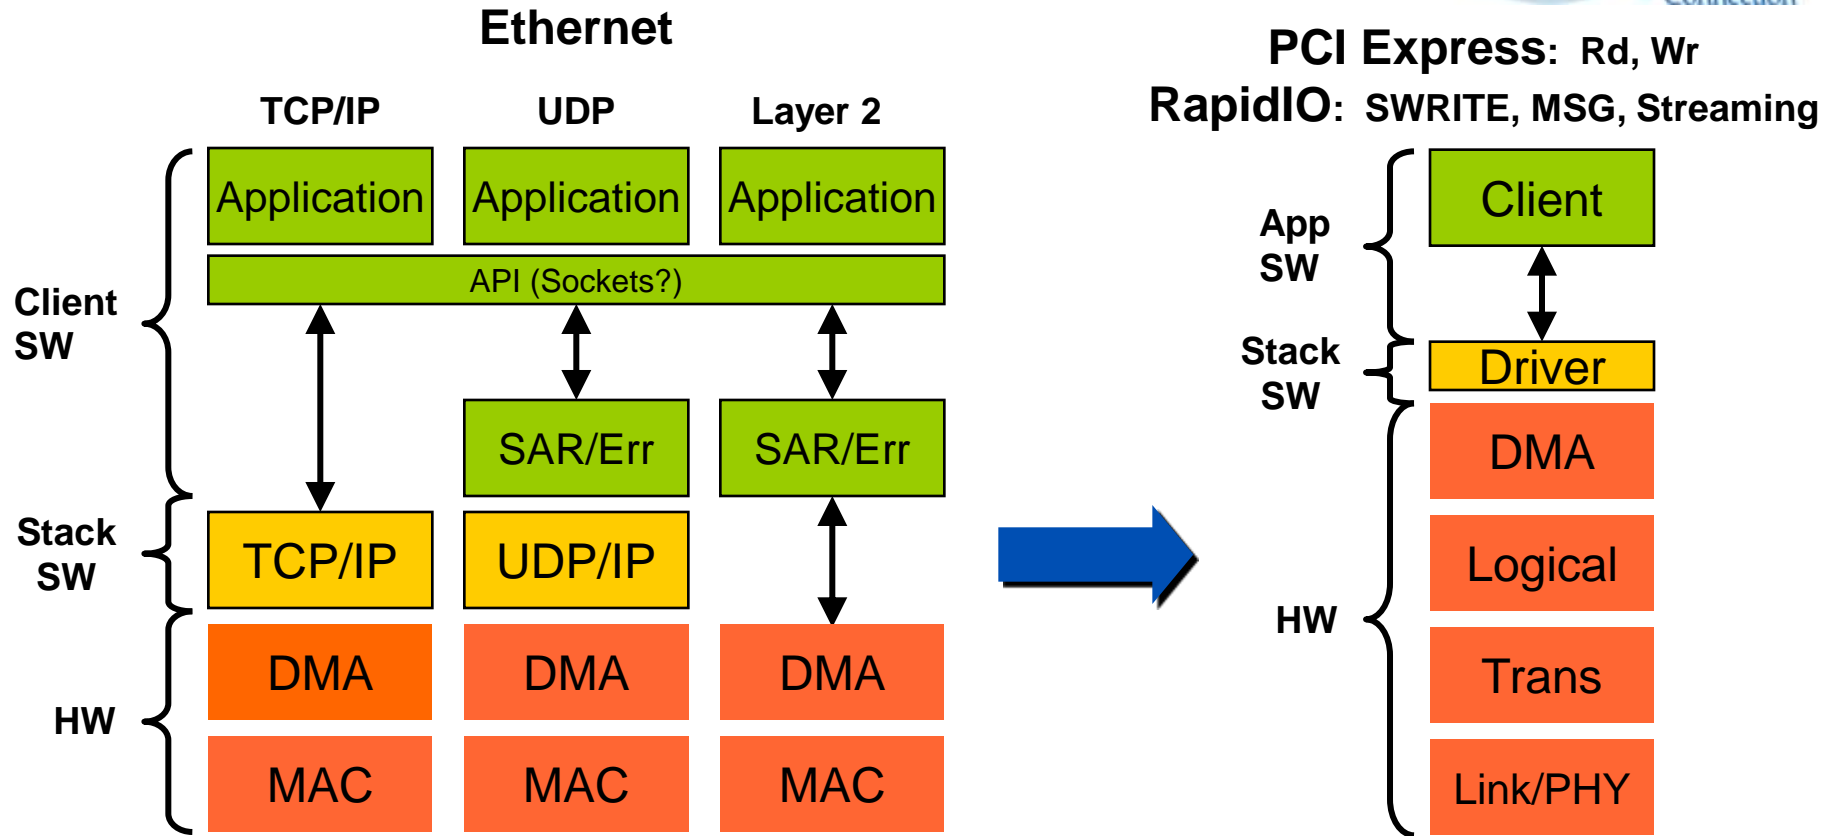 Connection
Ethernet
PCI Express: Rd, Wr
RapidIO: SWRITE, MSG, Streaming
TCP/IP
UDP
Layer 2
Application
Application
Application
API (Sockets?)
Client
SW
SAR/Err
SAR/Err
Stack
SW
TCP/IP
UDP/IP
HW
DMA
DMA
DMA
MAC
MAC
MAC
App
SW
Client
Stack
SW
Driver
HW
DMA
Logical
Trans
Link/PHY